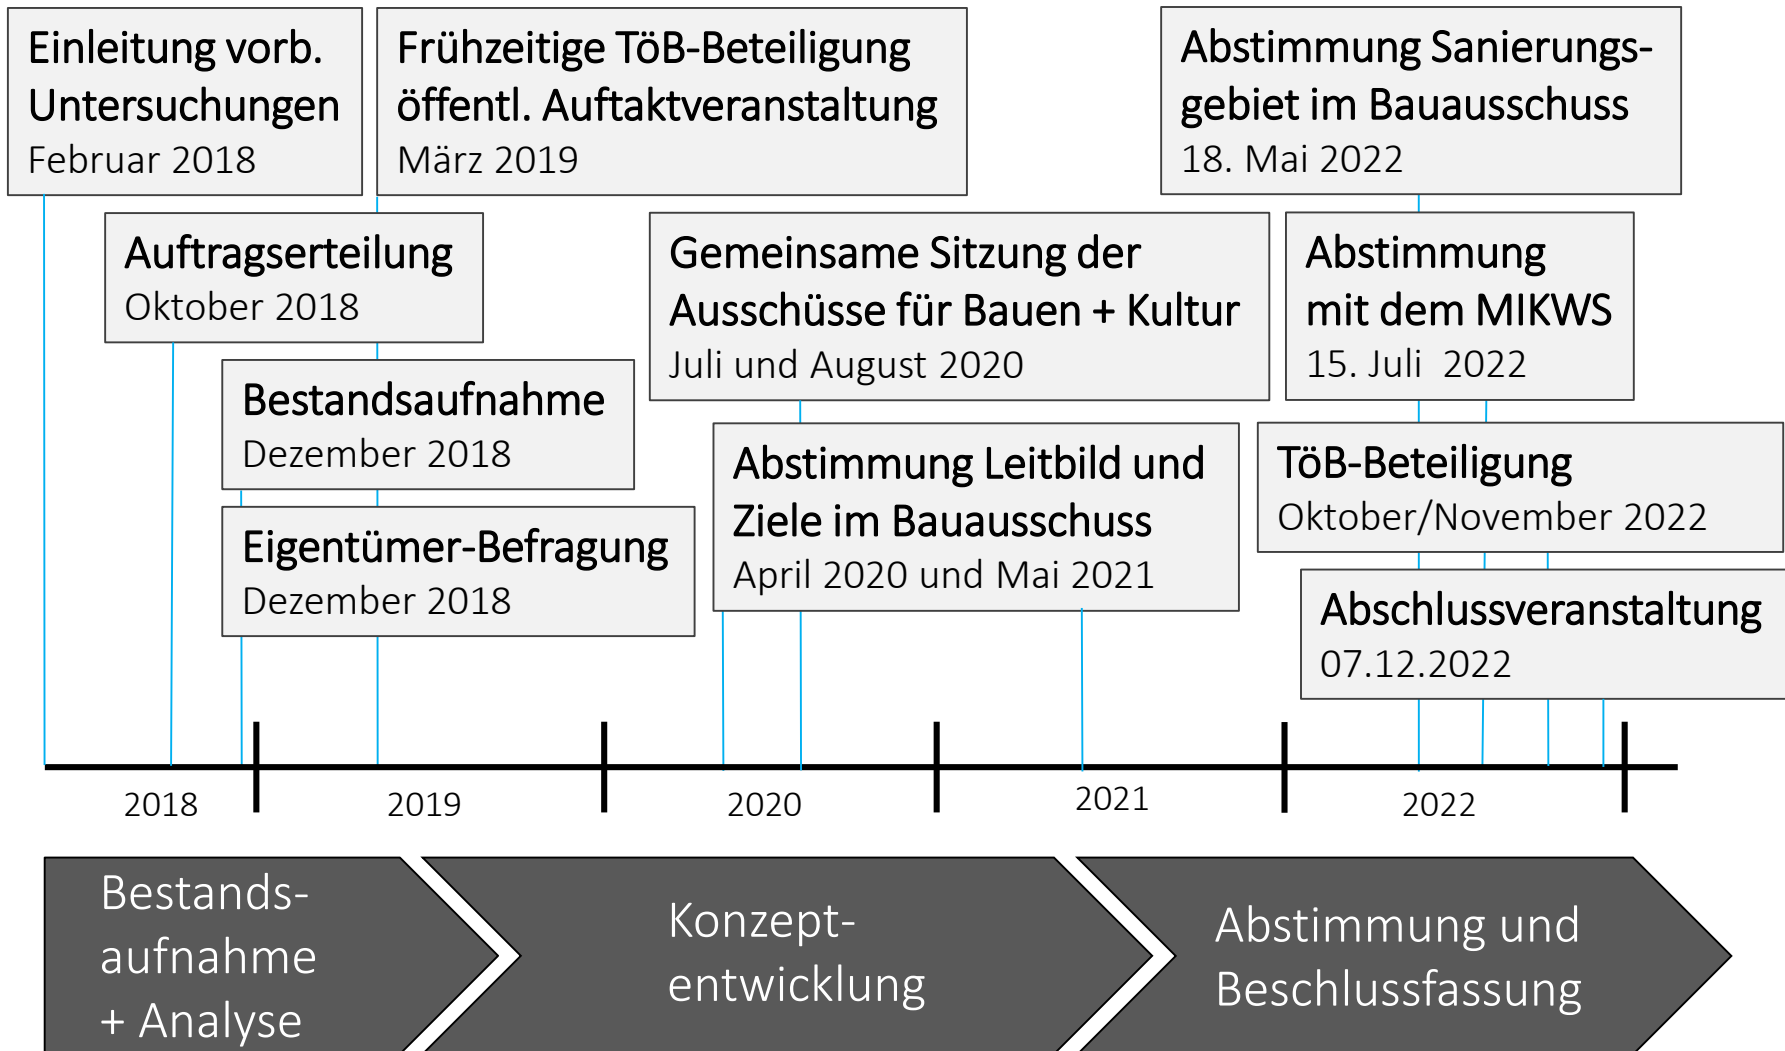 Einleitung vorb.
Untersuchungen
Februar 2018
Frühzeitige TöB-Beteiligung
öffentl. Auftaktveranstaltung
März 2019
Abstimmung Sanierungs-
gebiet im Bauausschuss
18. Mai 2022
Auftragserteilung
Oktober 2018
Gemeinsame Sitzung der
Ausschüsse für Bauen + Kultur
Juli und August 2020
Abstimmung
mit dem MIKWS
15. Juli  2022
Bestandsaufnahme
Dezember 2018
Abstimmung Leitbild und
Ziele im Bauausschuss
April 2020 und Mai 2021
TöB-Beteiligung
Oktober/November 2022
Eigentümer-Befragung
Dezember 2018
Abschlussveranstaltung
07.12.2022
2018
2019
2020
2021
2022
Bestands-
aufnahme
+ Analyse
Konzept-
entwicklung
Abstimmung und
Beschlussfassung